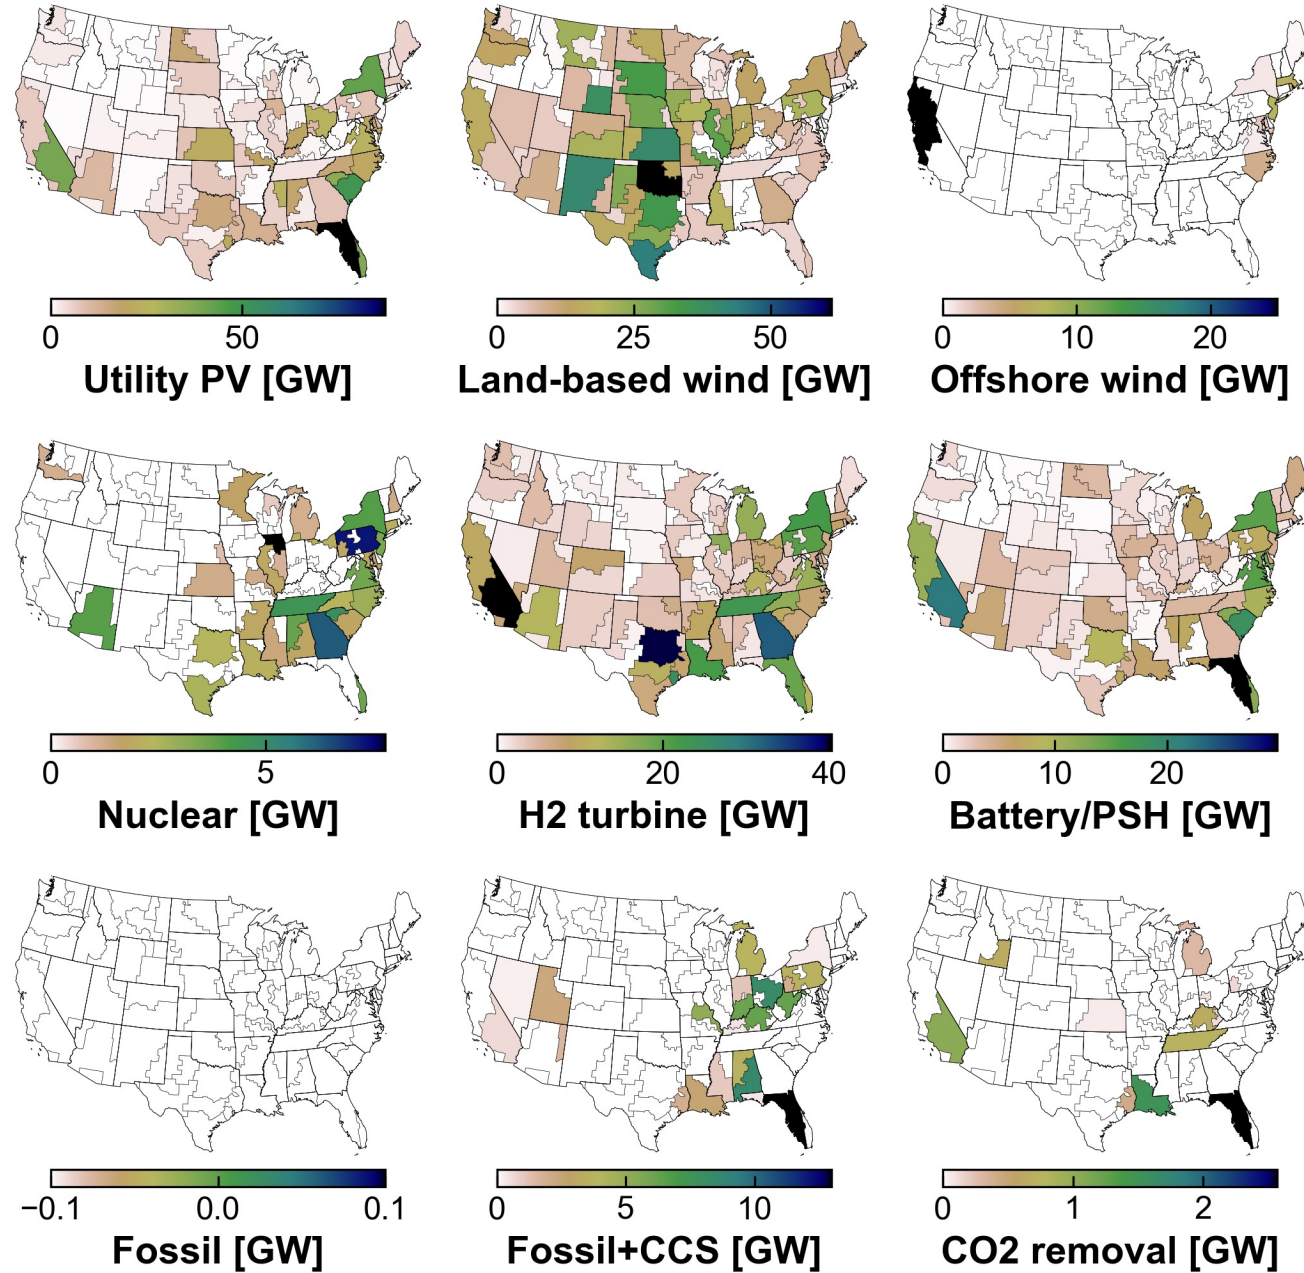 0 50
Utility PV [GW]
0 25 50
Land-based wind [GW]
0 10 20
Offshore wind [GW]
0 5
Nuclear [GW]
0 20 40
H2 turbine [GW]
0 10 20
Battery/PSH [GW]
−0.1 0.0 0.1
Fossil [GW]
0 5 10
Fossil+CCS [GW]
0 1 2
CO2 removal [GW]